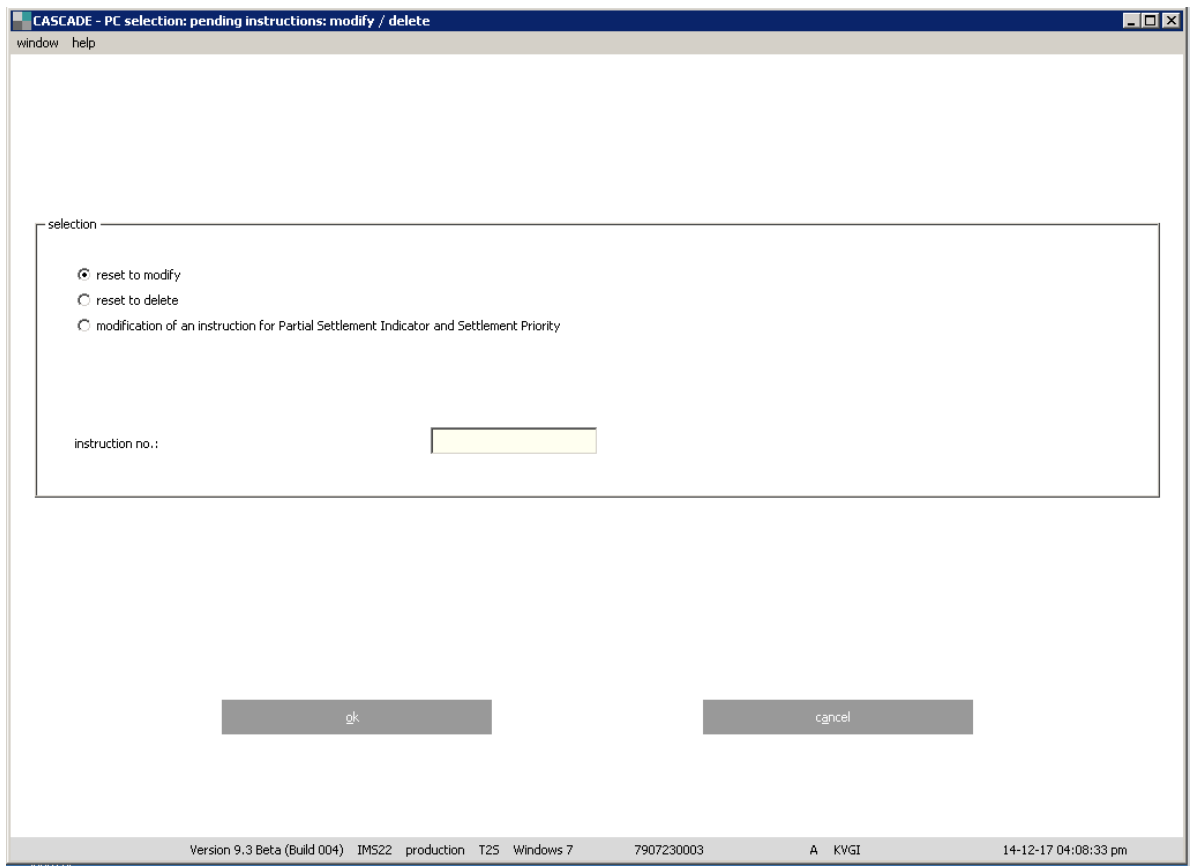 CASCADE - PC selection: pending instructions: modify / delete
window help
selection
reset to modify
reset to delete
modification of an instruction for Partial Settlement Indicator and Settlement Priority
instruction no.:
ok cancel
Version 9.3 Beta (Build 004) IMS22 production T2S Windows 7 7907230003 A KVGI 14-12-17 04:08:33 pm